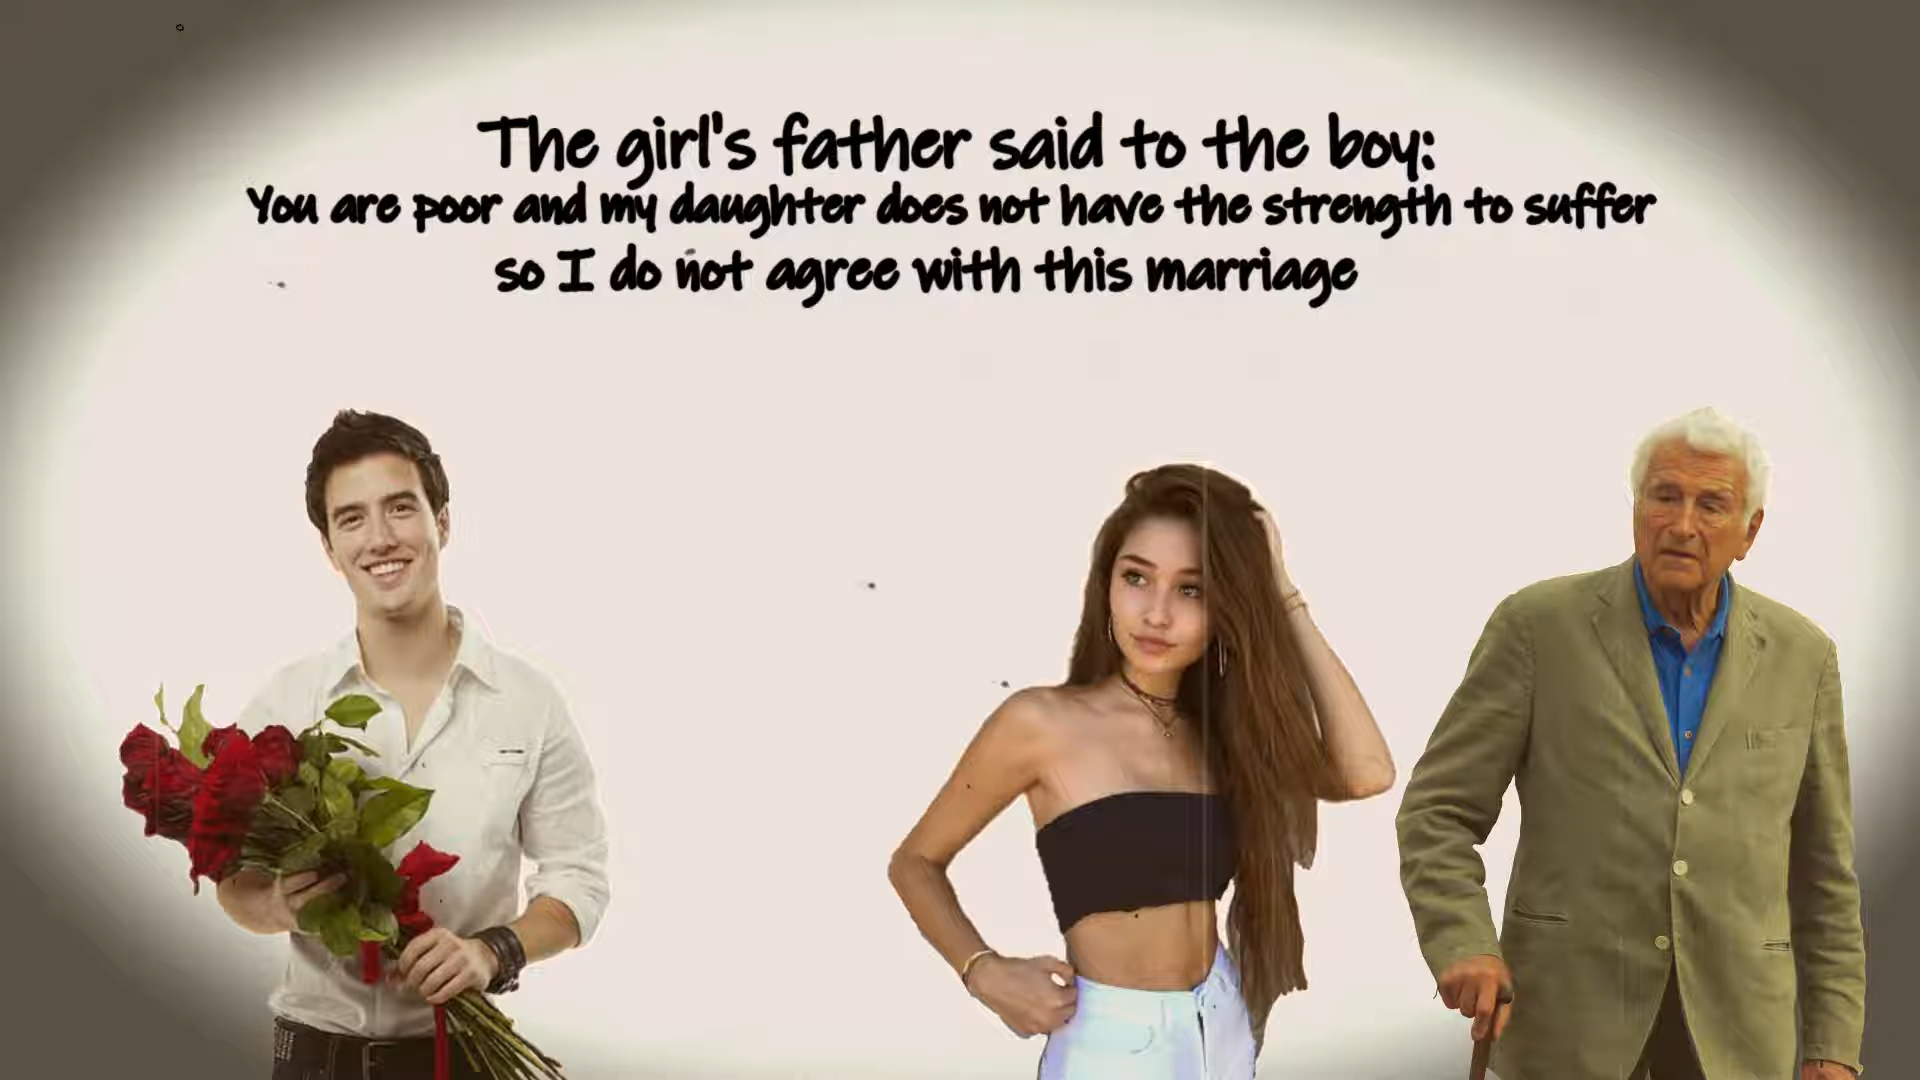 The girl's father said to the boy:
You are poor and my daughter does not have the strength to suffer
so I do not agree with this marriage